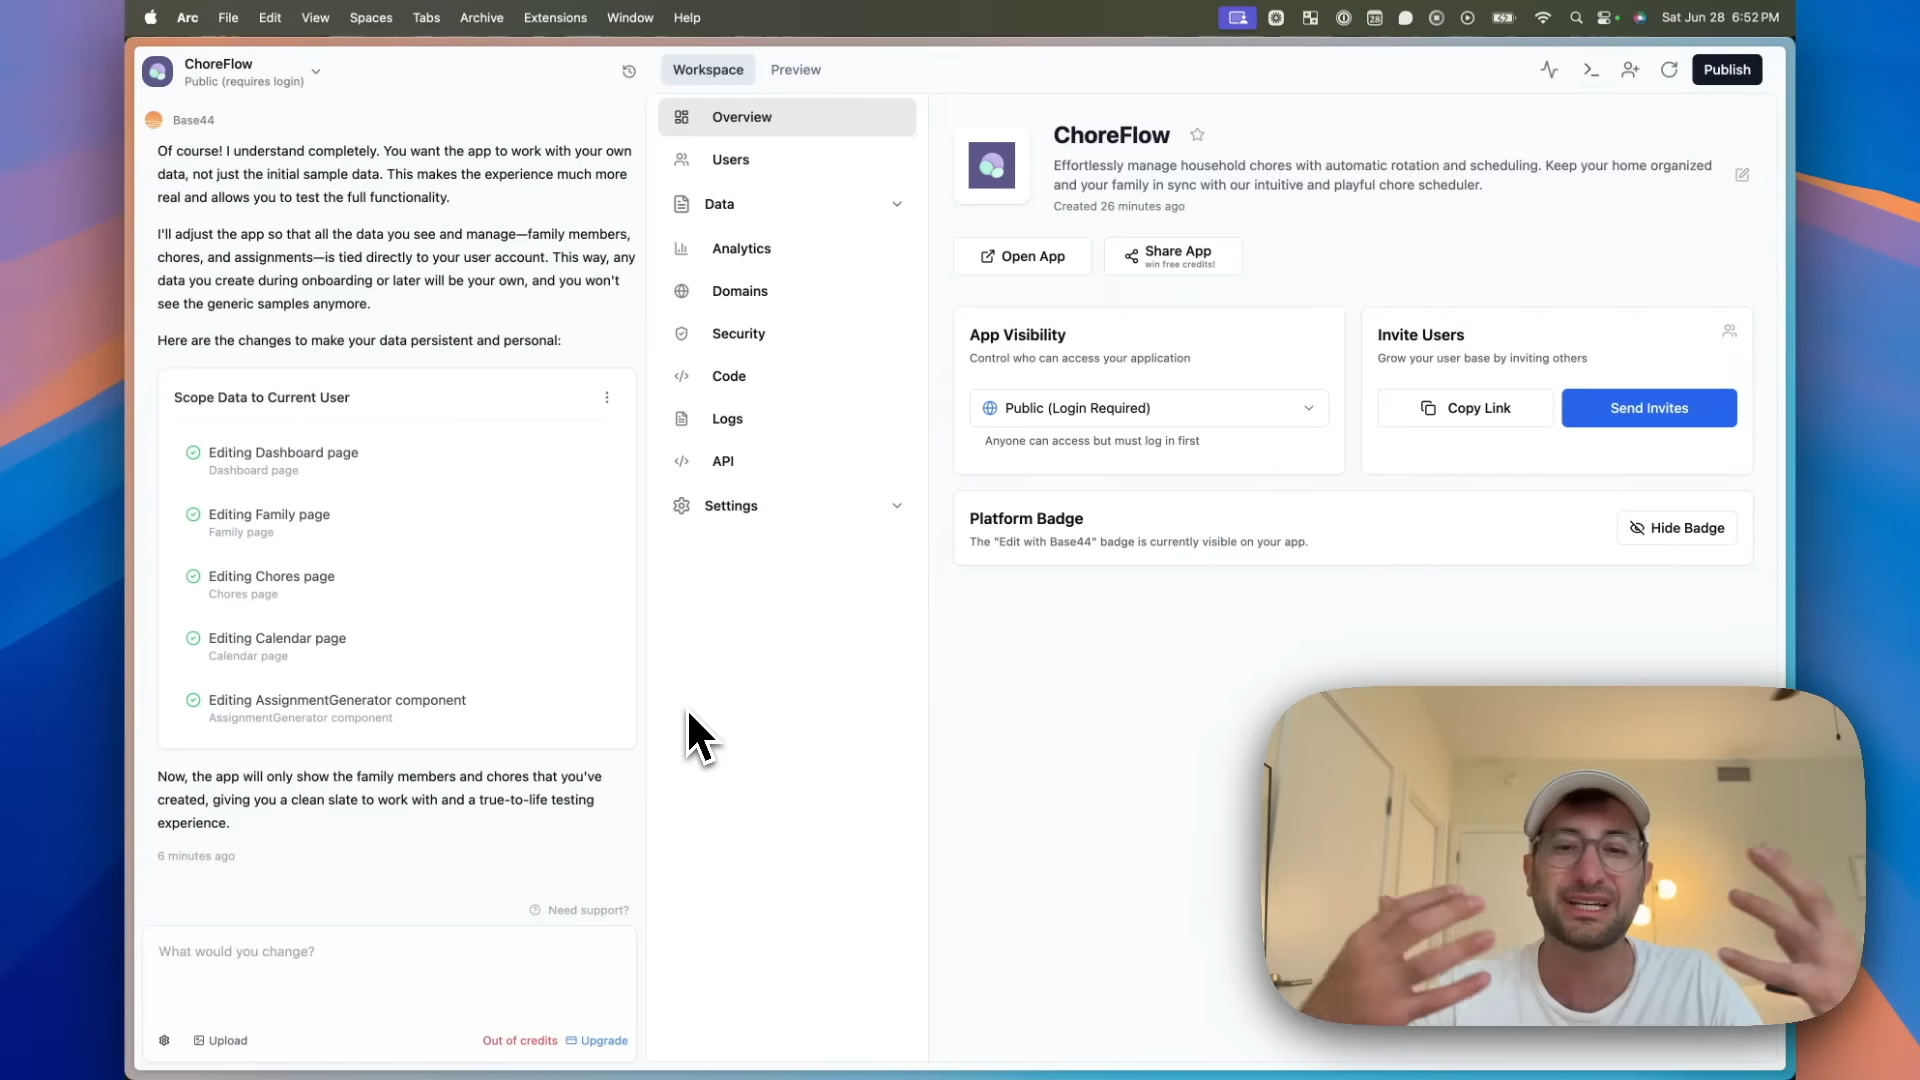 Arc File Edit View Spaces Tabs Archive Extensions Window Help
28
Sat Jun 28 6:52 PM
ChoreFlow
Public (requires login)
Base44
Of course! I understand completely. You want the app to work with your own
data, not just the initial sample data. This makes the experience much more
real and allows you to test the full functionality.
I'll adjust the app so that all the data you see and manage—family members,
chores, and assignments—is tied directly to your user account. This way, any
data you create during onboarding or later will be your own, and you won't
see the generic samples anymore.
Here are the changes to make your data persistent and personal:
Scope Data to Current User
Editing Dashboard page
Dashboard page
Editing Family page
Family page
Editing Chores page
Chores page
Editing Calendar page
Calendar page
Editing AssignmentGenerator component
AssignmentGenerator component
Now, the app will only show the family members and chores that you've
created, giving you a clean slate to work with and a true-to-life testing
experience.
6 minutes ago
Need support?
What would you change?
Upload
Out of credits Upgrade
Workspace Preview
Publish
Overview
Users
Data
Analytics
Domains
Security
Code
Logs
API
Settings
ChoreFlow
Effortlessly manage household chores with automatic rotation and scheduling. Keep your home organized
and your family in sync with our intuitive and playful chore scheduler.
Created 26 minutes ago
Open App
Share App
win free credits!
App Visibility
Control who can access your application
Public (Login Required)
Anyone can access but must log in first
Invite Users
Grow your user base by inviting others
Copy Link
Send Invites
Platform Badge
The "Edit with Base44" badge is currently visible on your app.
Hide Badge